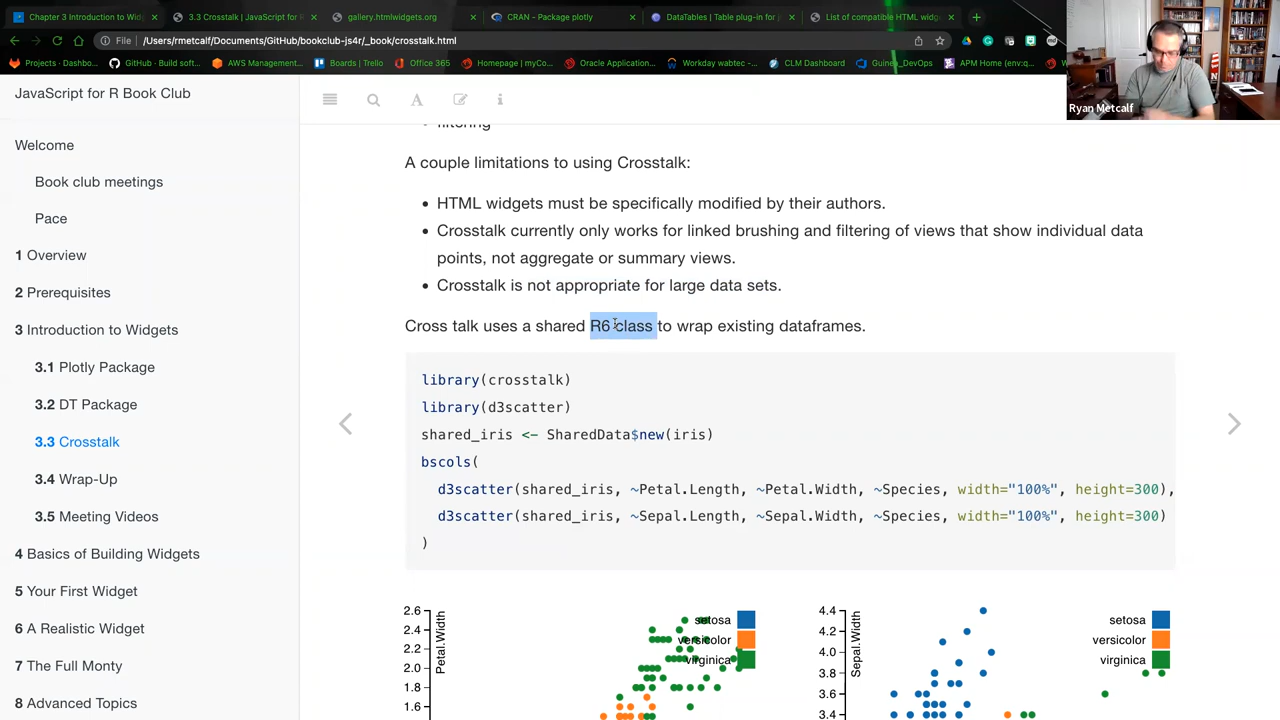 Chapter 3 Introduction to Widg
3.3 Crosstalk | JavaScript for R
gallery.htmlwidgets.org
CRAN - Package plotly
DataTables | Table plug-in for j
List of compatible HTML widg
File | /Users/rmetcalf/Documents/GitHub/bookclub-js4r/_book/crosstalk.html
Projects · Dashbo...
GitHub · Build soft...
AWS Management...
Boards | Trello
Office 365
Homepage | myCo...
Oracle Application...
Workday wabtec -...
CLM Dashboard
Guinea_DevOps
APM Home (env:q...
Ryan Metcalf
JavaScript for R Book Club
Welcome
Book club meetings
Pace
1 Overview
2 Prerequisites
3 Introduction to Widgets
3.1 Plotly Package
3.2 DT Package
3.3 Crosstalk
3.4 Wrap-Up
3.5 Meeting Videos
4 Basics of Building Widgets
5 Your First Widget
6 A Realistic Widget
7 The Full Monty
8 Advanced Topics
filtering
A couple limitations to using Crosstalk:
• HTML widgets must be specifically modified by their authors.
• Crosstalk currently only works for linked brushing and filtering of views that show individual data
points, not aggregate or summary views.
• Crosstalk is not appropriate for large data sets.
Cross talk uses a shared R6 class to wrap existing dataframes.
library(crosstalk)
library(d3scatter)
shared_iris <- SharedData$new(iris)
bscols(
d3scatter(shared_iris, ~Petal.Length, ~Petal.Width, ~Species, width="100%", height=300),
d3scatter(shared_iris, ~Sepal.Length, ~Sepal.Width, ~Species, width="100%", height=300)
)
2.6
2.4
2.2
2.0
1.8
1.6
Petal.Width
setosa
versicolor
virginica
4.4
4.2
4.0
3.8
3.6
3.4
Sepal.Width
setosa
versicolor
virginica